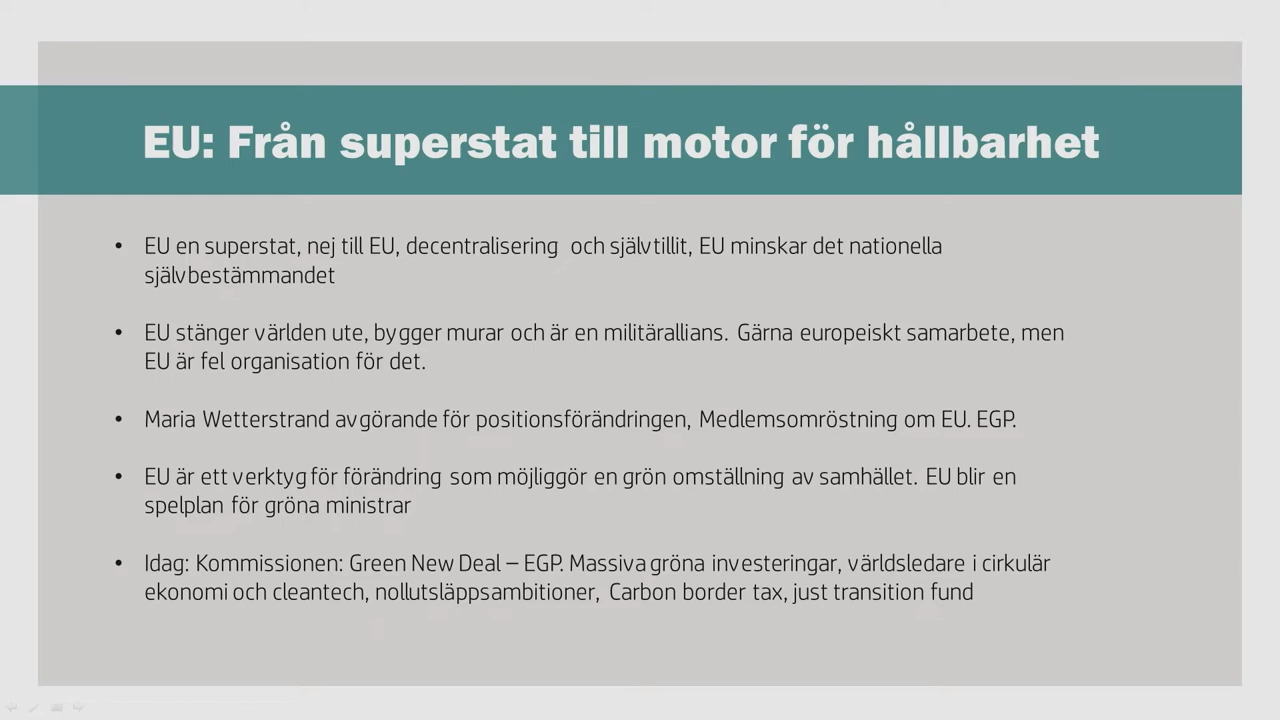 EU: Från superstat till motor för hållbarhet
• EU en superstat, nej till EU, decentralisering och självtillit, EU minskar det nationella
självbestämmandet
• EU stänger världen ute, bygger murar och är en militärallians. Gärna europeiskt samarbete, men
EU är fel organisation för det.
• Maria Wetterstrand avgörande för positionsförändringen, Medlemsomröstning om EU. EGP.
• EU är ett verktyg för förändring som möjliggör en grön omställning av samhället. EU blir en
spelplan för gröna ministrar
• Idag: Kommissionen: Green New Deal – EGP. Massiva gröna investeringar, världsledare i cirkulär
ekonomi och cleantech, nollutsläppsambitioner, Carbon border tax, just transition fund